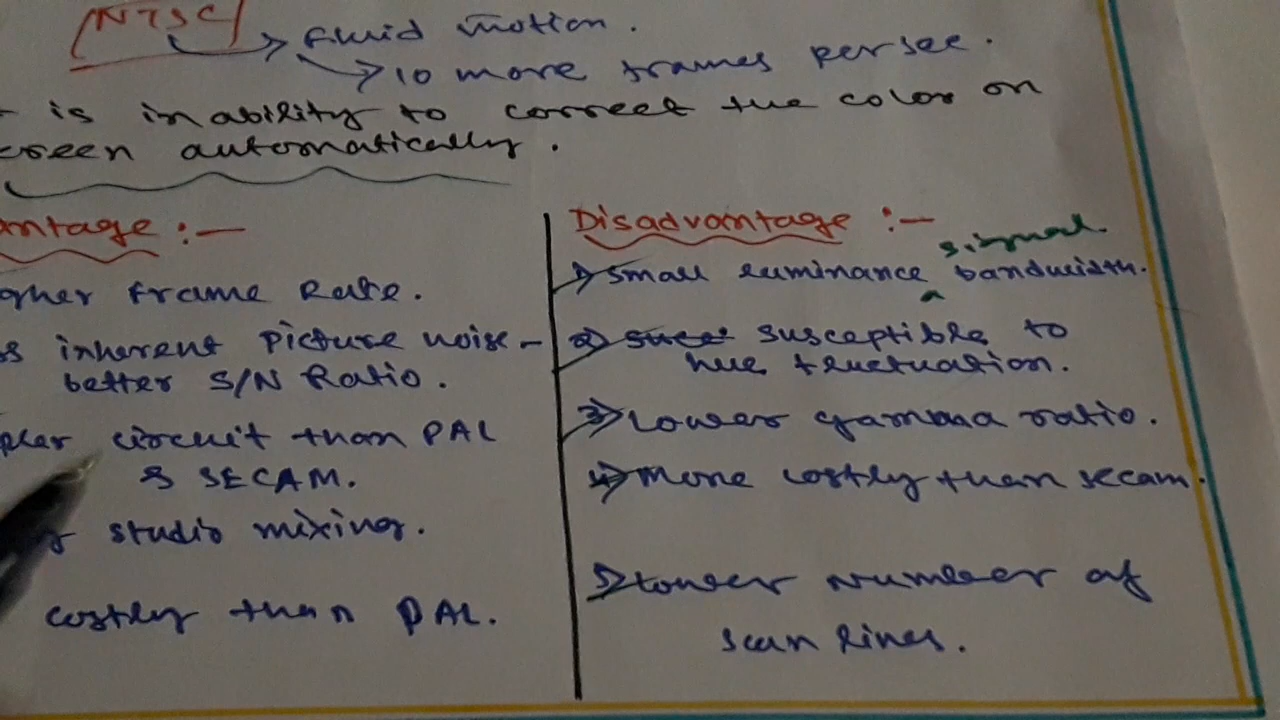 NTSC → fluid motion.
→ 10 more frames per sec.
is inability to correct the color on
creen automatically.
antage :-
Disadvantage :-
gher frame Rate.
s inherent picture noise -
better S/N Ratio.
pler circuit than PAL
& SECAM.
y studio mixing.
costly than PAL.
1) small luminance signal bandwidth.
2) susceptible to
hue fluctuation.
3) Lower gamma ratio.
4) More costly than secam.
5) Lower number of
scan lines.